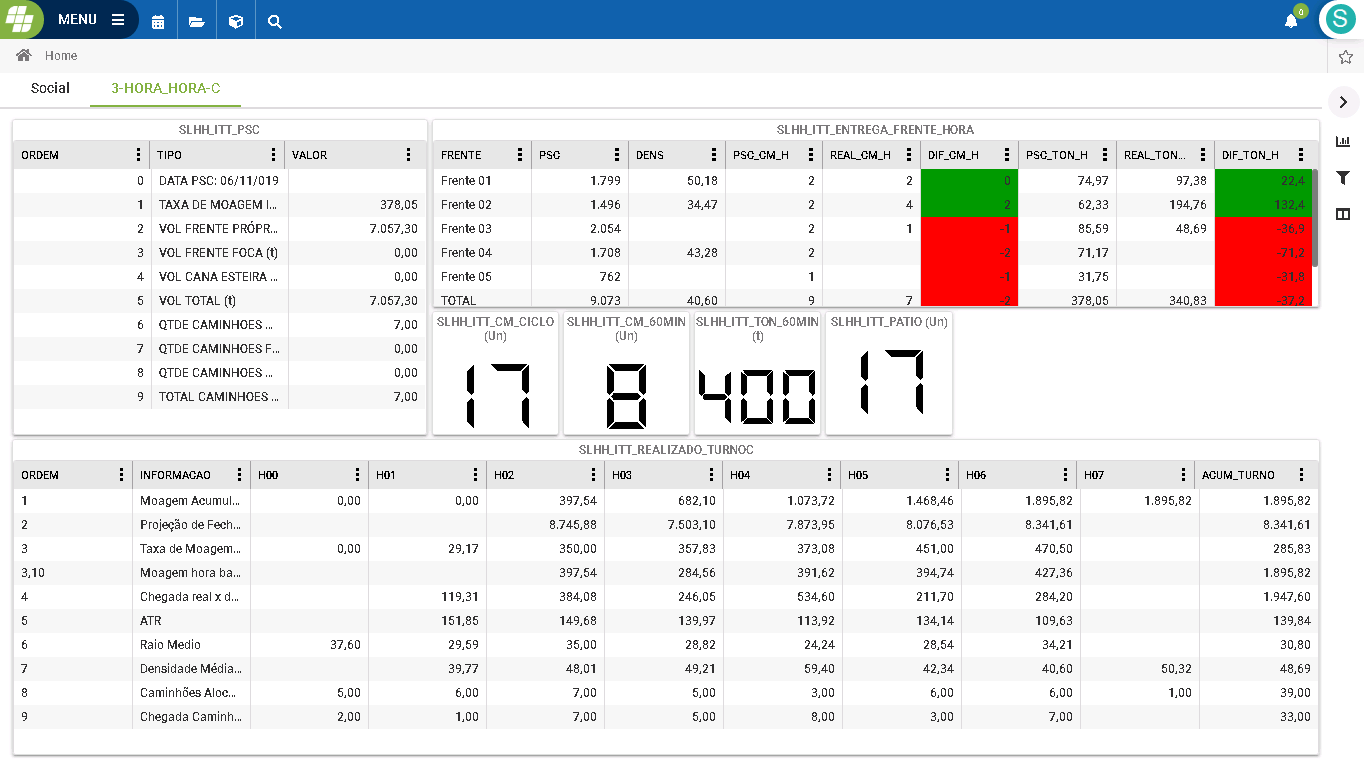 MENU
0
S
Home
Social 3-HORA_HORA-C
SLHH_ITT_PSC
ORDEM TIPO VALOR
0 DATA PSC: 06/11/019
1 TAXA DE MOAGEM I... 378,05
2 VOL FRENTE PRÓPR... 7.057,30
3 VOL FRENTE FOCA (t) 0,00
4 VOL CANA ESTEIRA ... 0,00
5 VOL TOTAL (t) 7.057,30
6 QTDE CAMINHOES ... 7,00
7 QTDE CAMINHOES F... 0,00
8 QTDE CAMINHOES ... 0,00
9 TOTAL CAMINHOES ... 7,00
SLHH_ITT_ENTREGA_FRENTE_HORA
FRENTE PSC DENS PSC_CM_H REAL_CM_H DIF_CM_H PSC_TON_H REAL_TON... DIF_TON_H
Frente 01 1.799 50,18 2 2 0 74,97 97,38 22,4
Frente 02 1.496 34,47 2 4 2 62,33 194,76 132,4
Frente 03 2.054 2 1 -1 85,59 48,69 -36,9
Frente 04 1.708 43,28 2 -2 71,17 -71,2
Frente 05 762 1 -1 31,75 -31,8
TOTAL 9.073 40,60 9 7 -2 378,05 340,83 -37,2
SLHH_ITT_CM_CICLO
(Un)
17
SLHH_ITT_CM_60MIN
(Un)
8
SLHH_ITT_TON_60MIN
(t)
400
SLHH_ITT_PATIO (Un)
17
SLHH_ITT_REALIZADO_TURNOC
ORDEM INFORMACAO H00 H01 H02 H03 H04 H05 H06 H07 ACUM_TURNO
1 Moagem Acumul... 0,00 0,00 397,54 682,10 1.073,72 1.468,46 1.895,82 1.895,82 1.895,82
2 Projeção de Fech... 8.745,88 7.503,10 7.873,95 8.076,53 8.341,61 8.341,61
3 Taxa de Moagem... 0,00 29,17 350,00 357,83 373,08 451,00 470,50 285,83
3,10 Moagem hora ba... 397,54 284,56 391,62 394,74 427,36 1.895,82
4 Chegada real x d... 119,31 384,08 246,05 534,60 211,70 284,20 1.947,60
5 ATR 151,85 149,68 139,97 113,92 134,14 109,63 139,84
6 Raio Medio 37,60 29,59 35,00 28,82 24,24 28,54 34,21 30,80
7 Densidade Média... 39,77 48,01 49,21 59,40 42,34 40,60 50,32 48,69
8 Caminhões Aloc... 5,00 6,00 7,00 5,00 3,00 6,00 6,00 1,00 39,00
9 Chegada Caminh... 2,00 1,00 7,00 5,00 8,00 3,00 7,00 33,00